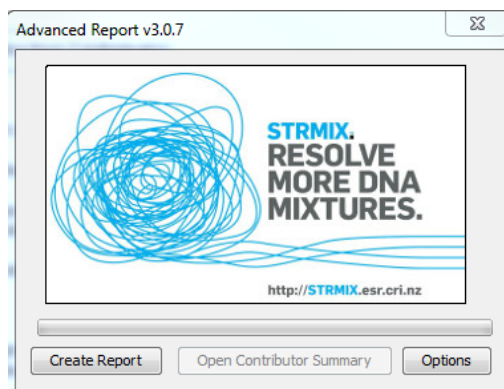 Advanced Report v3.0.7
STRMIX.
RESOLVE
MORE DNA
MIXTURES.
http://STRMIX.esr.cri.nz
Create Report
Open Contributor Summary
Options